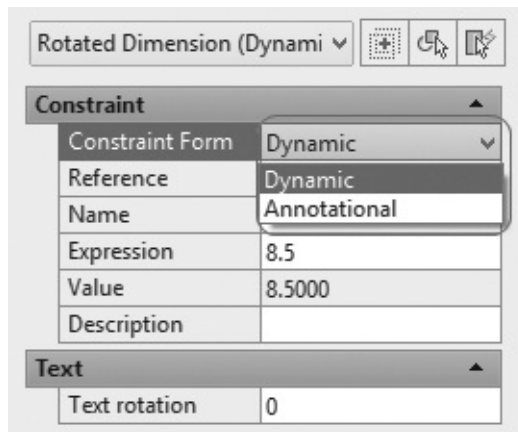 Rotated Dimension (Dynami
Constraint
Constraint Form Dynamic
Reference Dynamic
Name Annotational
Expression 8.5
Value 8.5000
Description
Text
Text rotation 0